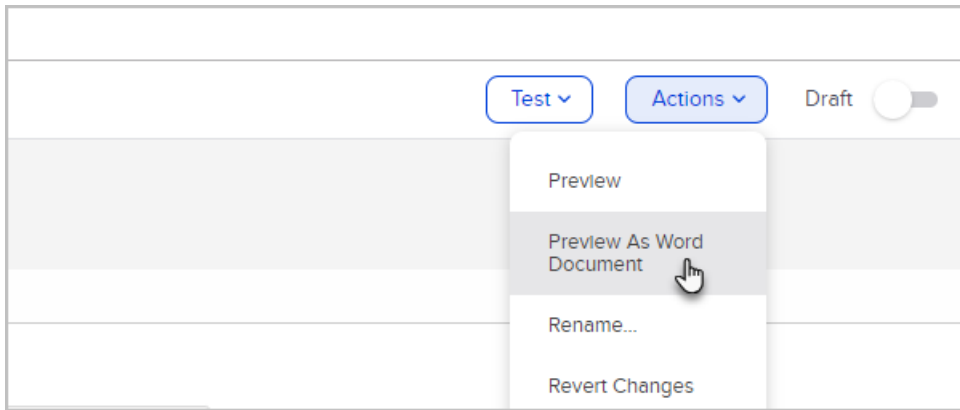 Test
Actions
Draft
Preview
Preview As Word
Document
Rename...
Revert Changes